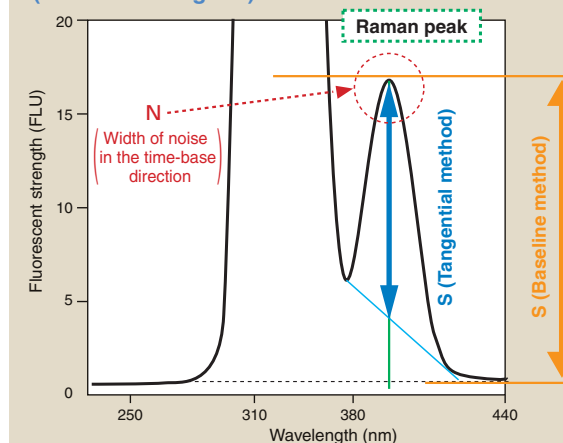 Raman peak
20
15
10
5
0
Fluorescent strength (FLU)
N
(Width of noise
in the time-base
direction)
S (Tangential method)
S (Baseline method)
250
310
380
440
Wavelength (nm)